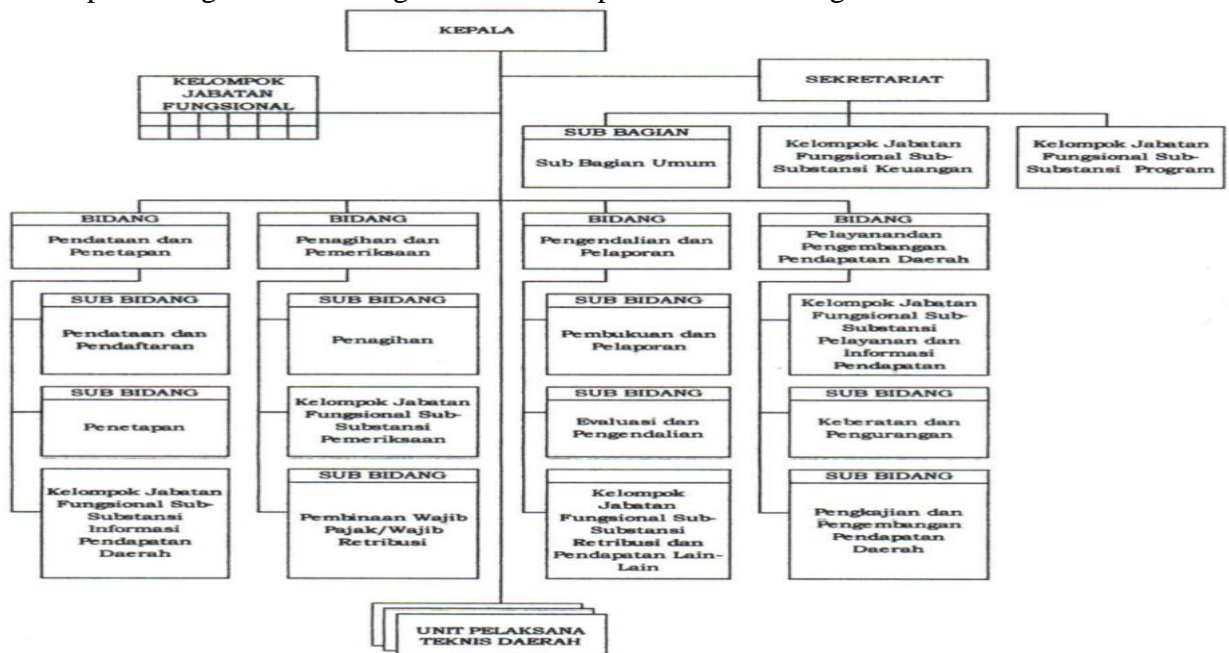 KEPALA
KELOMPOK
JABATAN
FUNGSIONAL
SEKRETARIAT
SUB BAGIAN
Sub Bagian Umum
Kelompok Jabatan
Fungsional Sub-
Substansi Keuangan
Kelompok Jabatan
Fungsional Sub-
Substansi Program
BIDANG
Pendataan dan
Penetapan
BIDANG
Penagihan dan
Pemeriksaan
BIDANG
Pengendalian dan
Pelaporan
BIDANG
Pelayanandan
Pengembangan
Pendapatan Daerah
SUB BIDANG
Pendataan dan
Pendaftaran
SUB BIDANG
Penagihan
SUB BIDANG
Pembukuan dan
Pelaporan
Kelompok Jabatan
Fungsional Sub-
Substansi
Pelayanan dan
Informasi
Pendapatan
SUB BIDANG
Penetapan
Kelompok Jabatan
Fungsional Sub-
Substansi
Pemeriksaan
SUB BIDANG
Evaluasi dan
Pengendalian
SUB BIDANG
Keberatan dan
Pengurangan
Kelompok Jabatan
Fungsional Sub-
Substansi
Informasi
Pendapatan
Daerah
SUB BIDANG
Pembinaan Wajib
Pajak/Wajib
Retribusi
Kelompok
Jabatan
Fungsional Sub-
Substansi
Retribusi dan
Pendapatan Lain-
Lain
SUB BIDANG
Pengkajian dan
Pengembangan
Pendapatan
Daerah
UNIT PELAKSANA
TEKNIS DAERAH